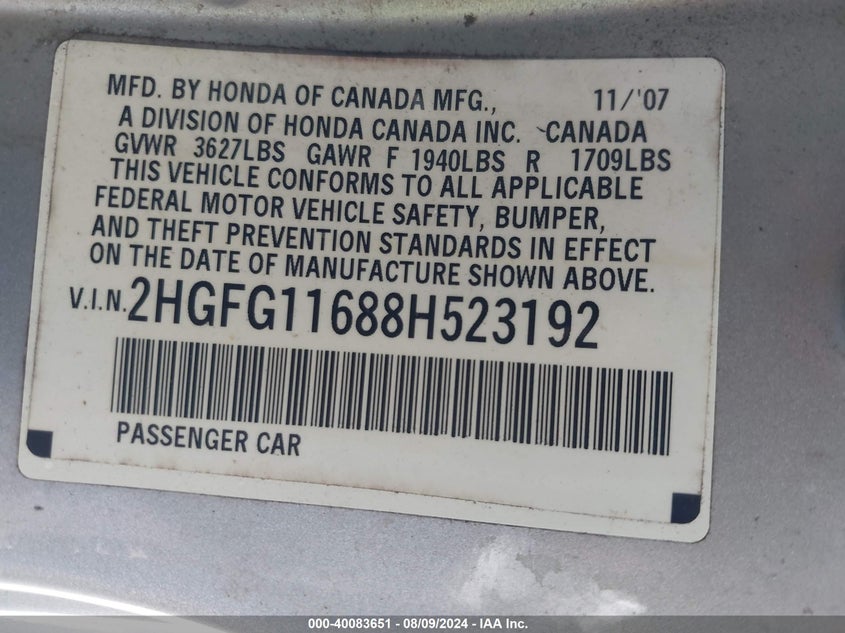 MFD. BY HONDA OF CANADA MFG., 11/'07
A DIVISION OF HONDA CANADA INC. CANADA
GVWR 3627LBS GAWR F 1940LBS R 1709LBS
THIS VEHICLE CONFORMS TO ALL APPLICABLE
FEDERAL MOTOR VEHICLE SAFETY, BUMPER,
AND THEFT PREVENTION STANDARDS IN EFFECT
ON THE DATE OF MANUFACTURE SHOWN ABOVE.
V.I.N. 2HGFG11688H523192
PASSENGER CAR
000-40083651 - 08/09/2024 - IAA Inc.